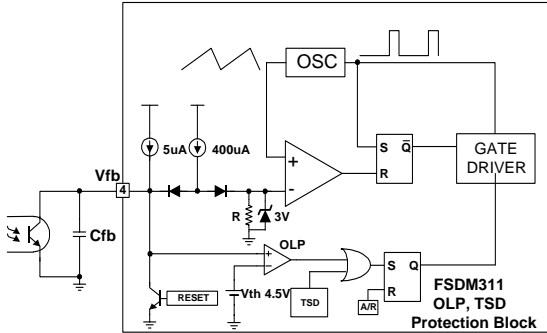 OSC
5uA
400uA
Vfb
4
+
-
S
Q
R
GATE
DRIVER
R
3V
Cfb
OLP
+
-
S
Q
R
RESET
Vth 4.5V
TSD
A/R
FSDM311
OLP, TSD
Protection Block